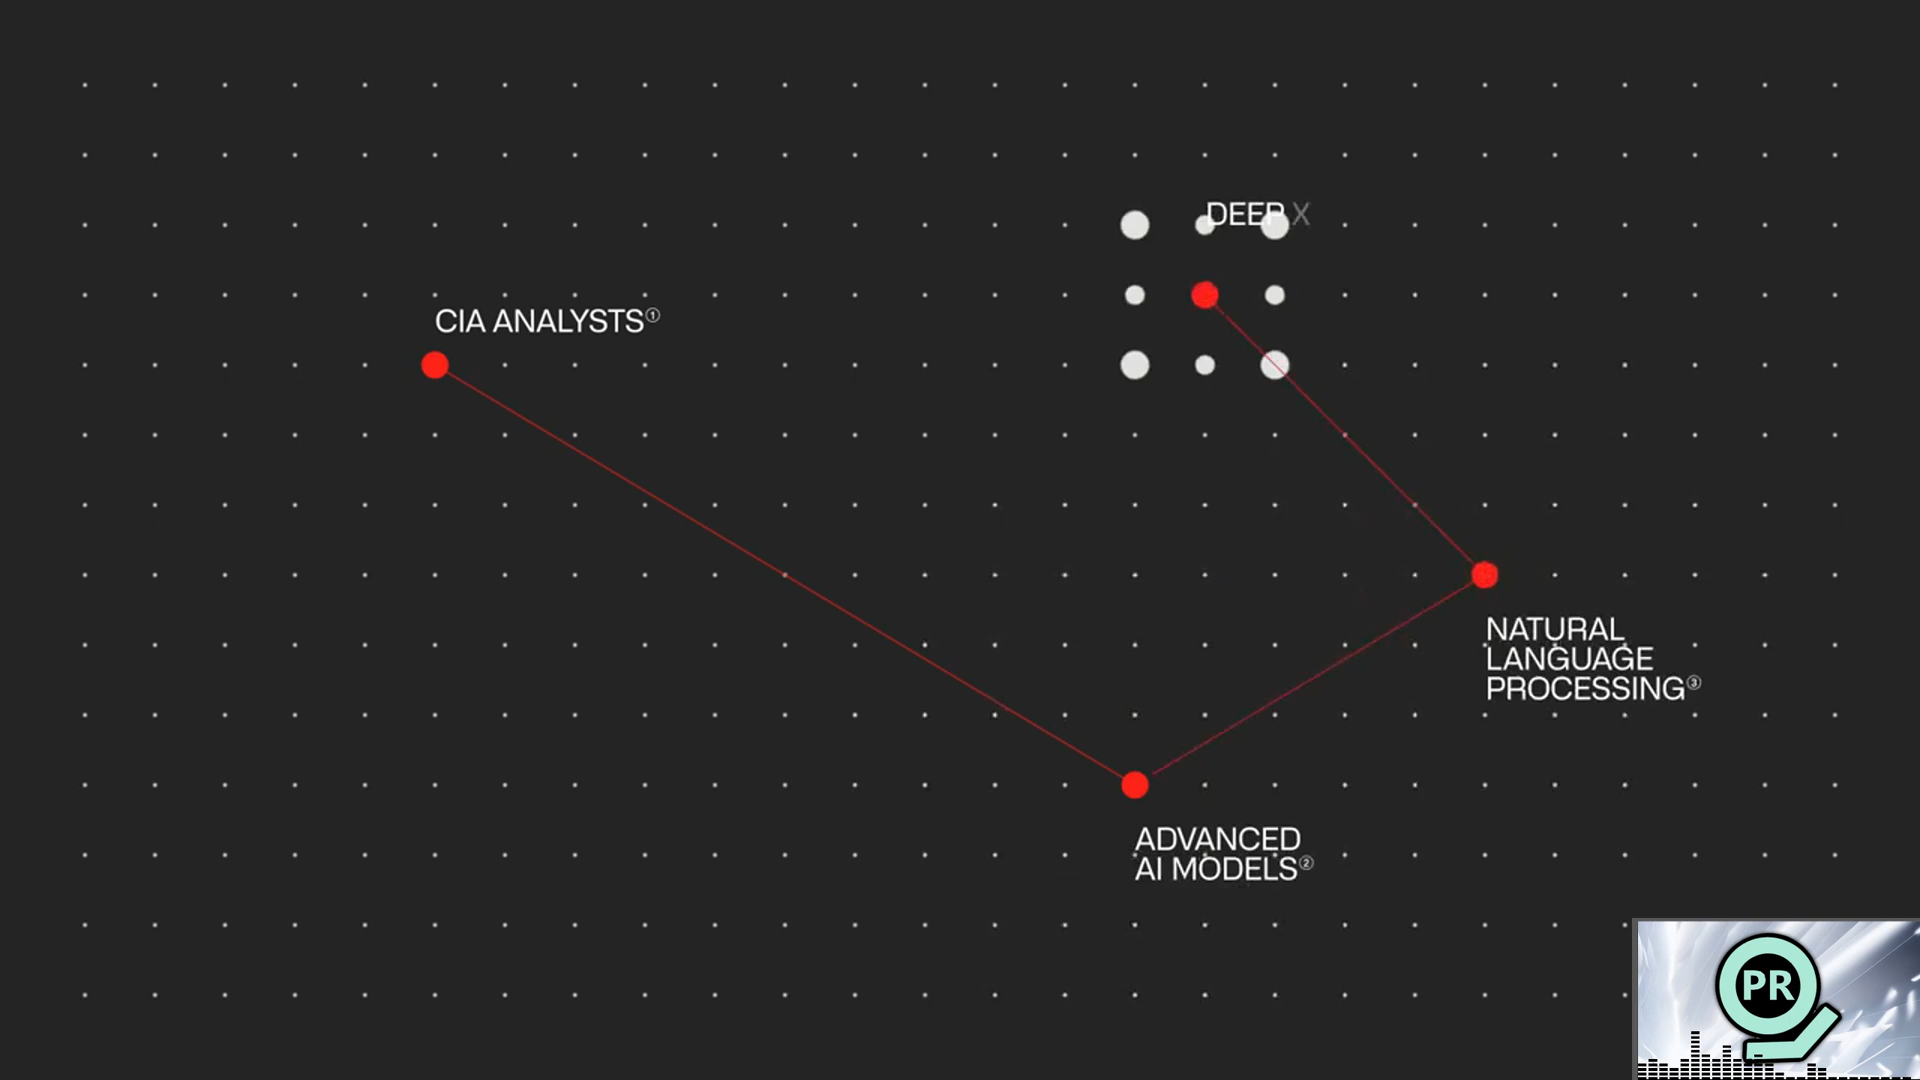 DEEP X
CIA ANALYSTS①
NATURAL
LANGUAGE
PROCESSING③
ADVANCED
AI MODELS②
PR